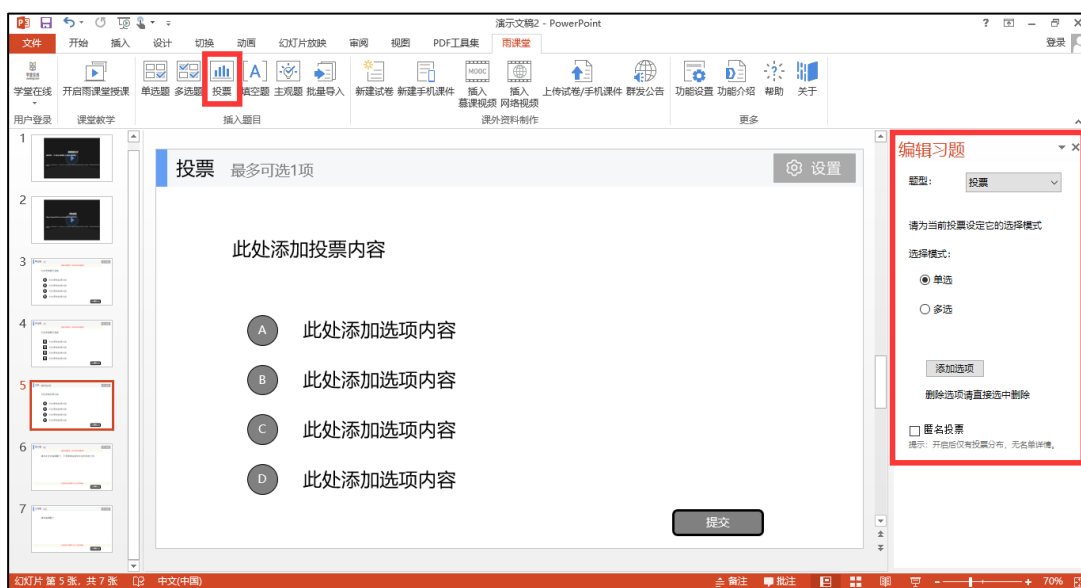 演示文稿2 - PowerPoint
文件 开始 插入 设计 切换 动画 幻灯片放映 审阅 视图 PDF工具集 雨课堂 登录
学堂在线 开启雨课堂授课 单选题 多选题 投票 填空题 主观题 批量导入 新建试卷 新建手机课件 插入 插入 上传试卷/手机课件 群发公告 功能设置 功能介绍 帮助 关于
慕课视频 网络视频
用户登录 课堂教学 插入题目 课外资料制作 更多
1
2
3
4
5
6
7
投票 最多可选1项 设置
此处添加投票内容
A 此处添加选项内容
B 此处添加选项内容
C 此处添加选项内容
D 此处添加选项内容
提交
编辑习题
题型: 投票
请为当前投票设定它的选择模式
选择模式:
单选
多选
添加选项
删除选项请直接选中删除
匿名投票
提示: 开启后仅有投票分布, 无名单详情。
幻灯片 第 5 张, 共 7 张 中文(中国) 备注 批注 70%